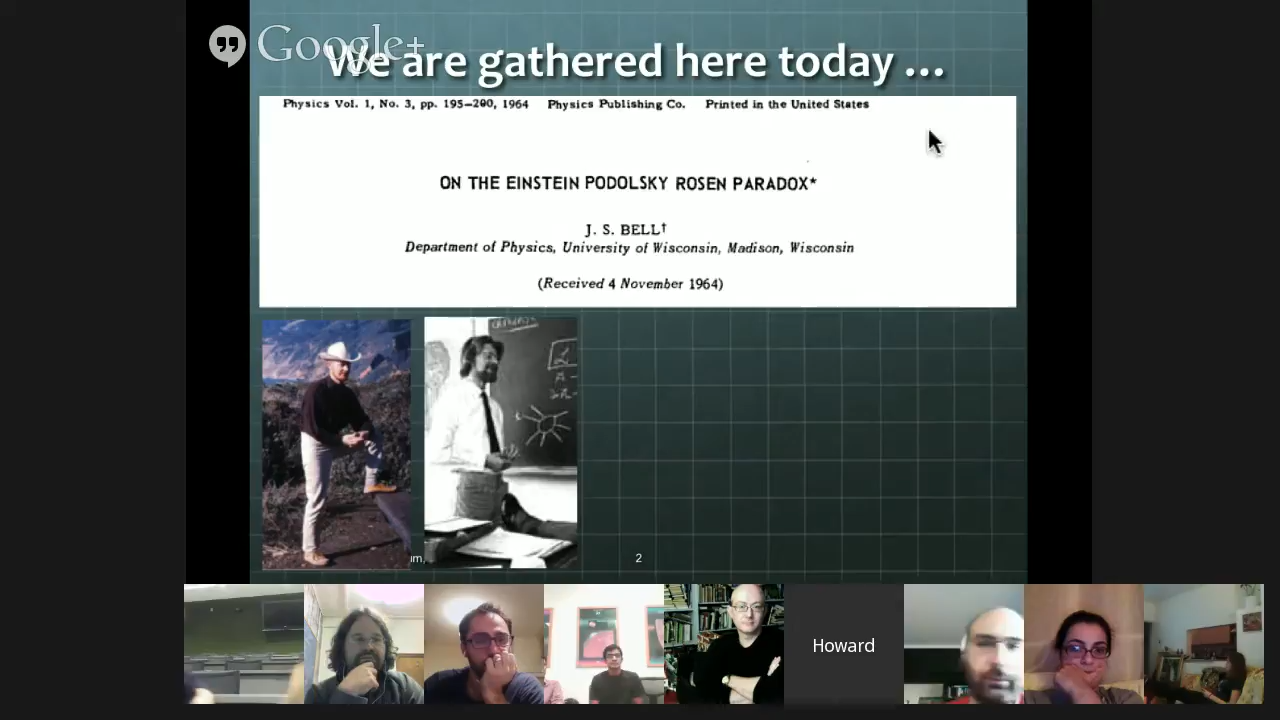 Google+
We are gathered here today ...
Physics Vol. 1, No. 3, pp. 195–200, 1964 Physics Publishing Co. Printed in the United States
ON THE EINSTEIN PODOLSKY ROSEN PARADOX*
J. S. BELL†
Department of Physics, University of Wisconsin, Madison, Wisconsin
(Received 4 November 1964)
2
Howard